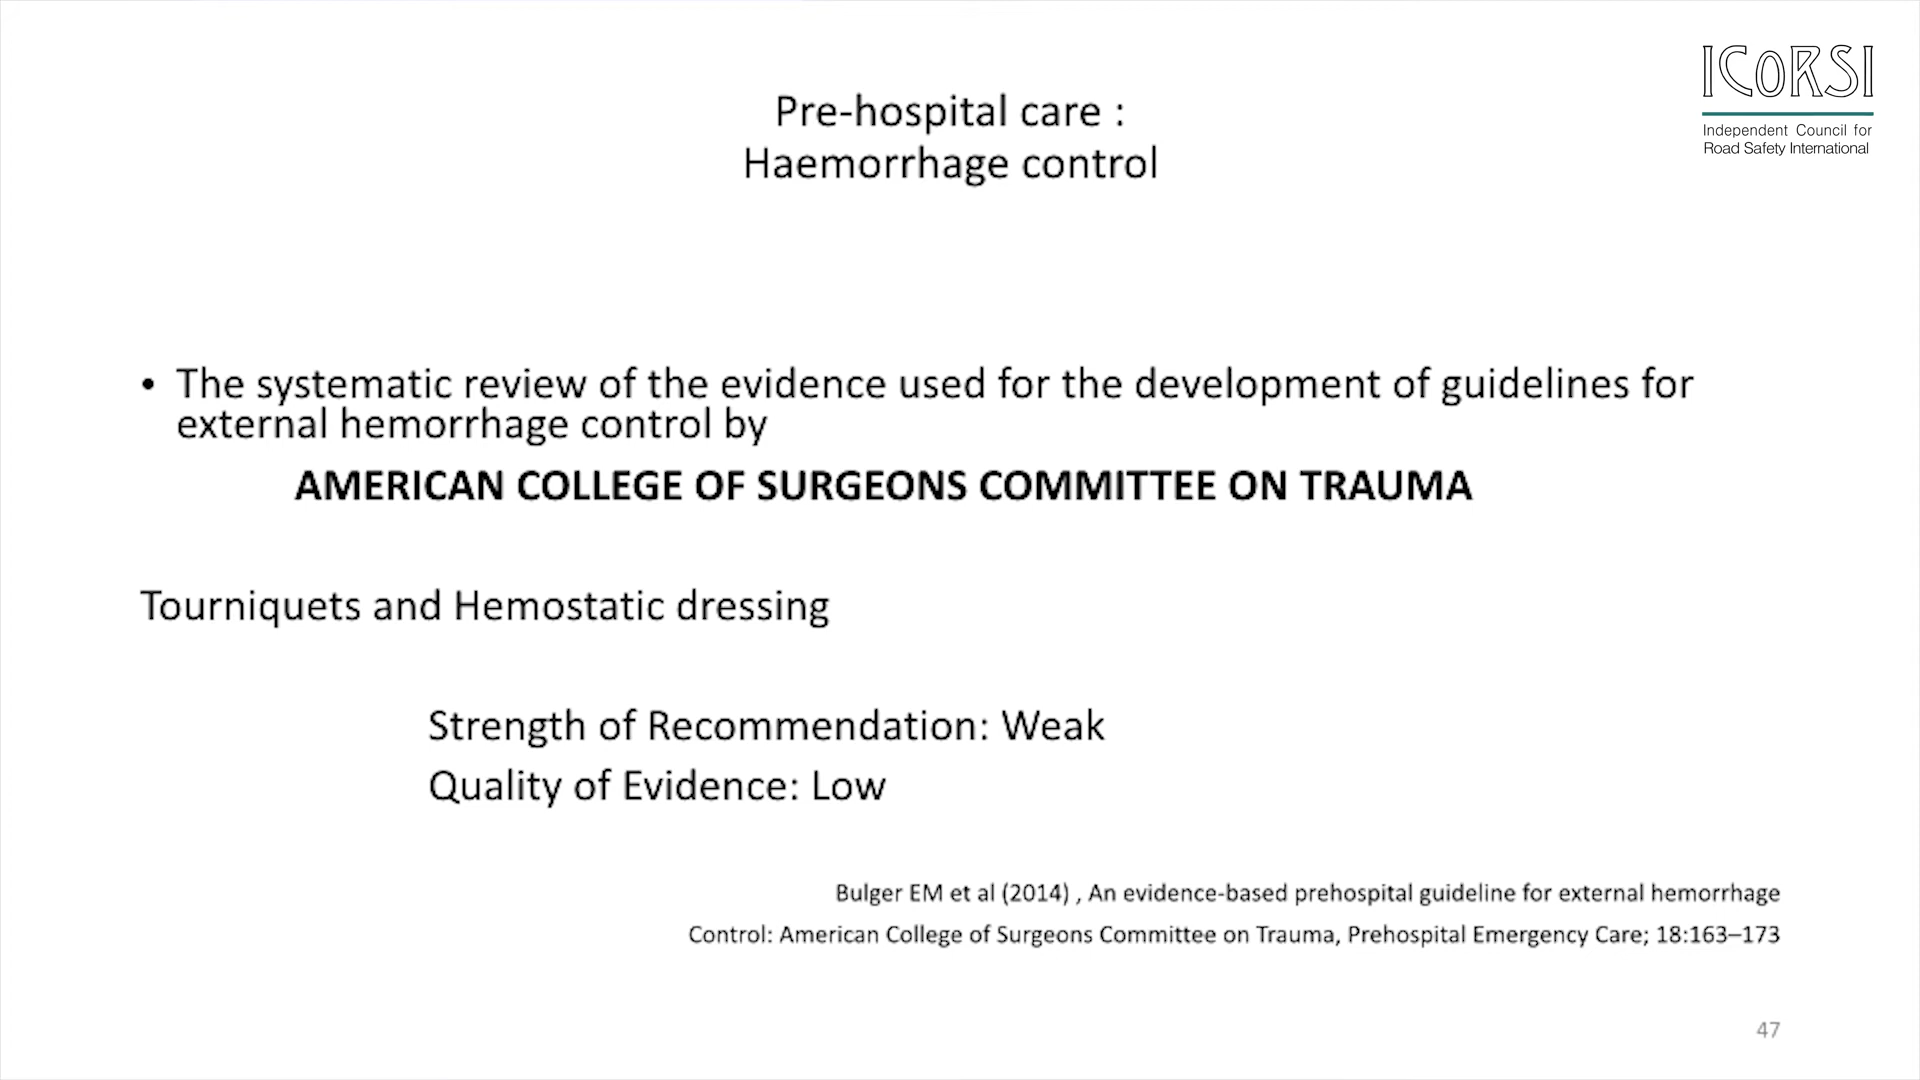 ICoRSI
Independent Council for
Road Safety International
Pre-hospital care :
Haemorrhage control
• The systematic review of the evidence used for the development of guidelines for
external hemorrhage control by
AMERICAN COLLEGE OF SURGEONS COMMITTEE ON TRAUMA
Tourniquets and Hemostatic dressing
Strength of Recommendation: Weak
Quality of Evidence: Low
Bulger EM et al (2014) , An evidence-based prehospital guideline for external hemorrhage
Control: American College of Surgeons Committee on Trauma, Prehospital Emergency Care; 18:163–173
47